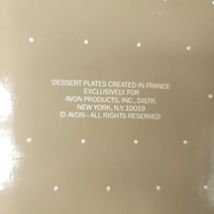 DESSERT PLATES CREATED IN FRANCE
EXCLUSIVELY FOR
AVON PRODUCTS, INC., DISTR.
NEW YORK, N.Y. 10019
© AVON - ALL RIGHTS RESERVED